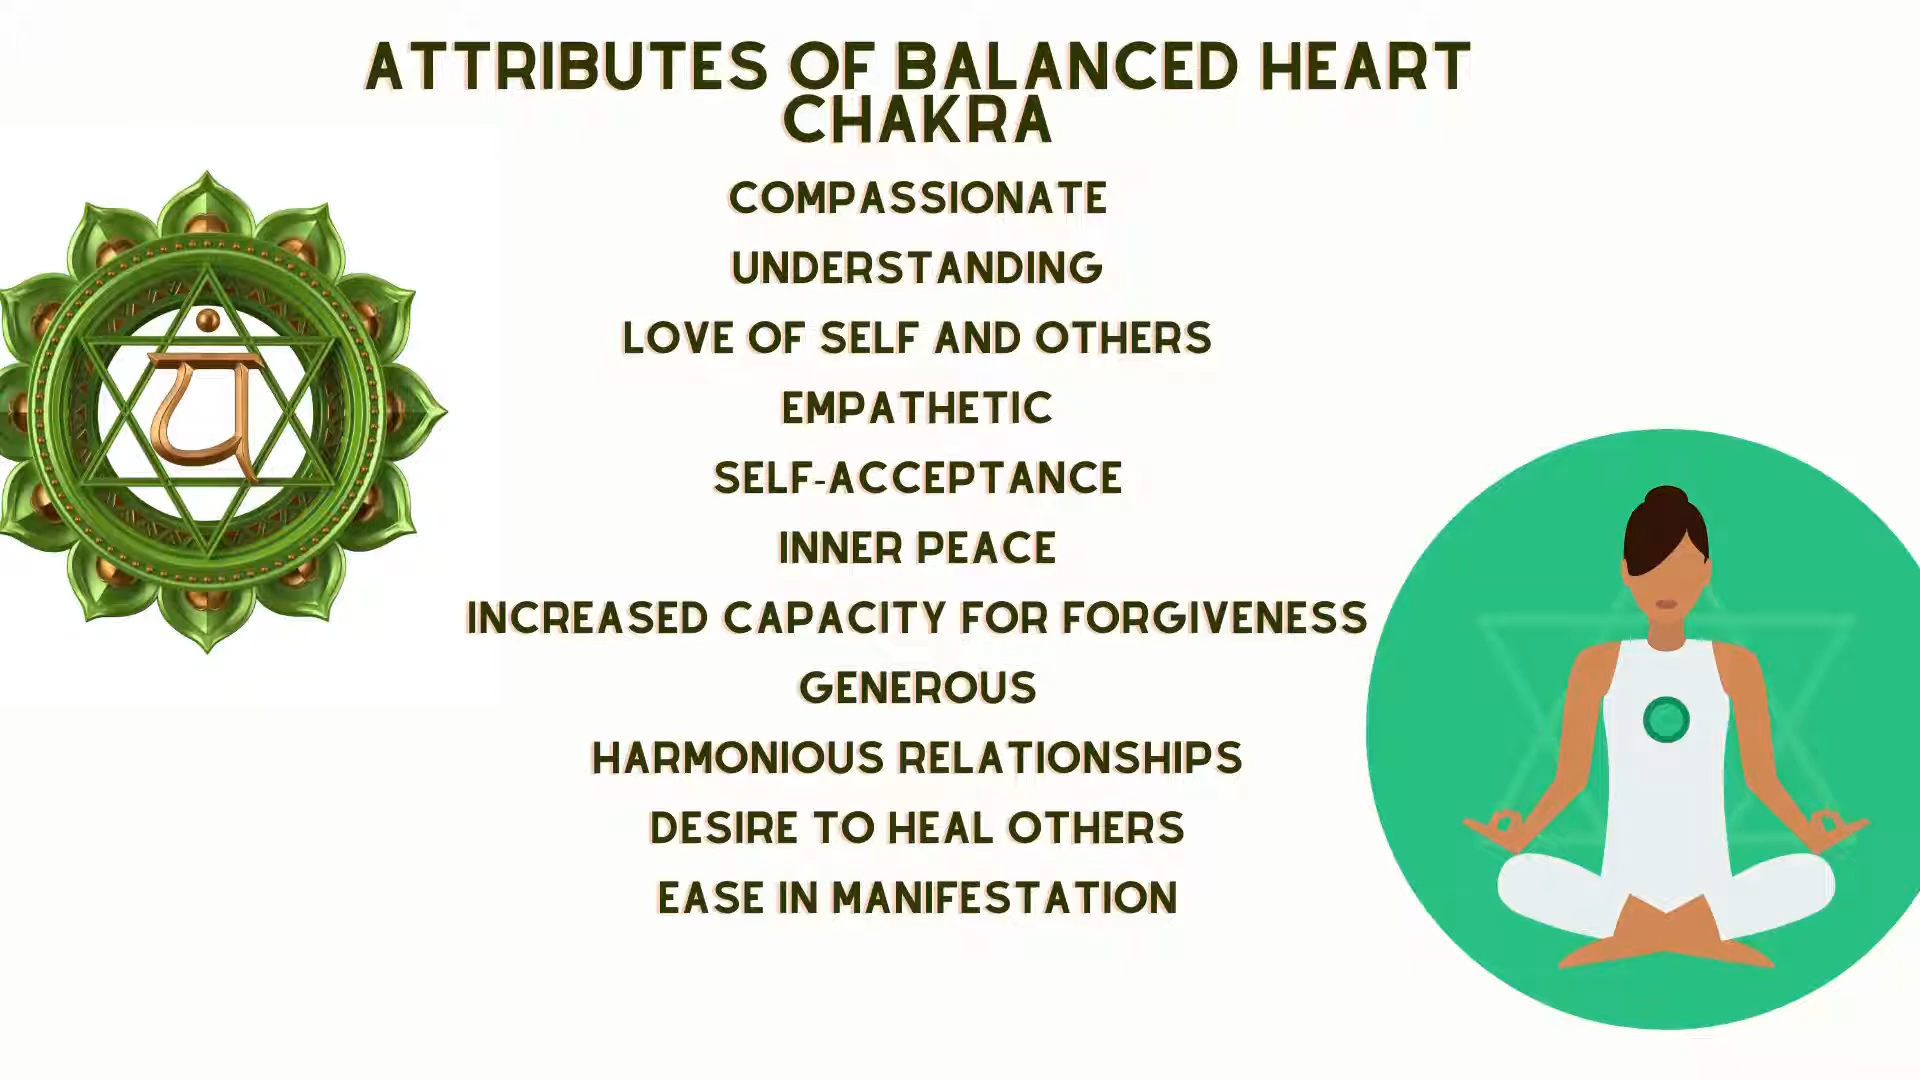 ATTRIBUTES OF BALANCED HEART
CHAKRA
COMPASSIONATE
UNDERSTANDING
LOVE OF SELF AND OTHERS
EMPATHETIC
SELF-ACCEPTANCE
INNER PEACE
INCREASED CAPACITY FOR FORGIVENESS
GENEROUS
HARMONIOUS RELATIONSHIPS
DESIRE TO HEAL OTHERS
EASE IN MANIFESTATION
यं